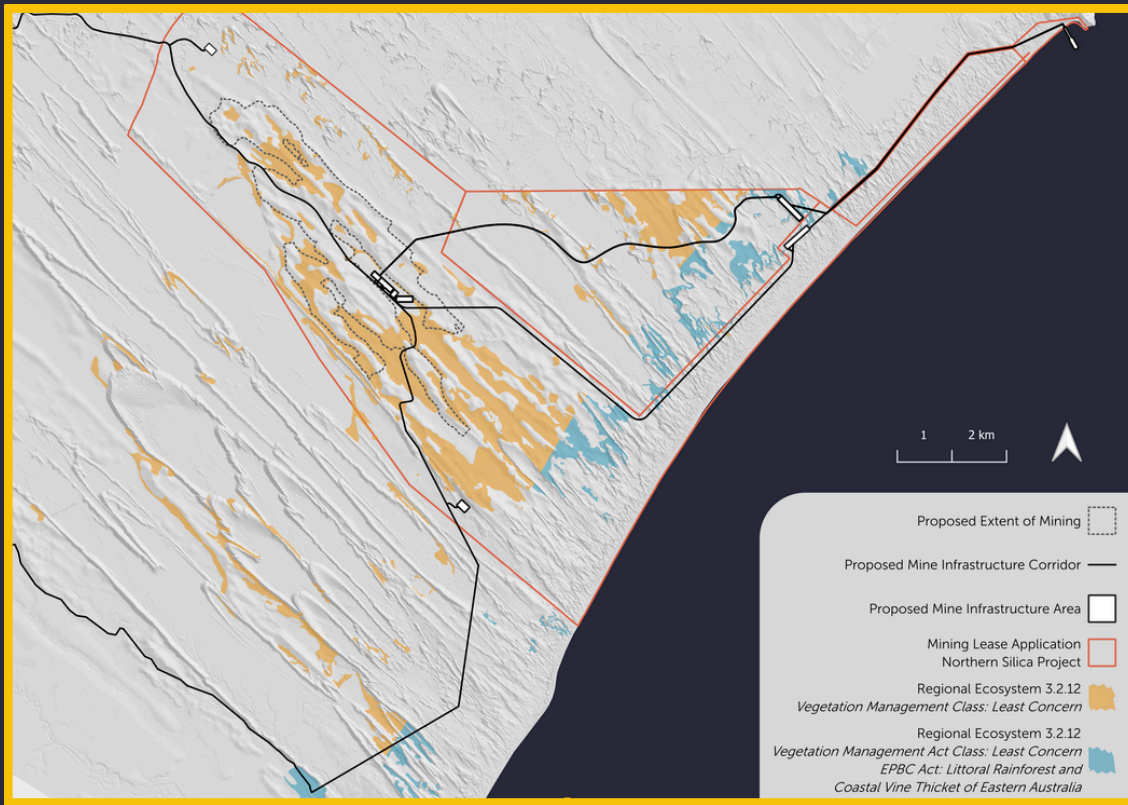 1 2 km
Proposed Extent of Mining
Proposed Mine Infrastructure Corridor
Proposed Mine Infrastructure Area
Mining Lease Application
Northern Silica Project
Regional Ecosystem 3.2.12
Vegetation Management Class: Least Concern
Regional Ecosystem 3.2.12
Vegetation Management Act Class: Least Concern
EPBC Act: Littoral Rainforest and
Coastal Vine Thicket of Eastern Australia